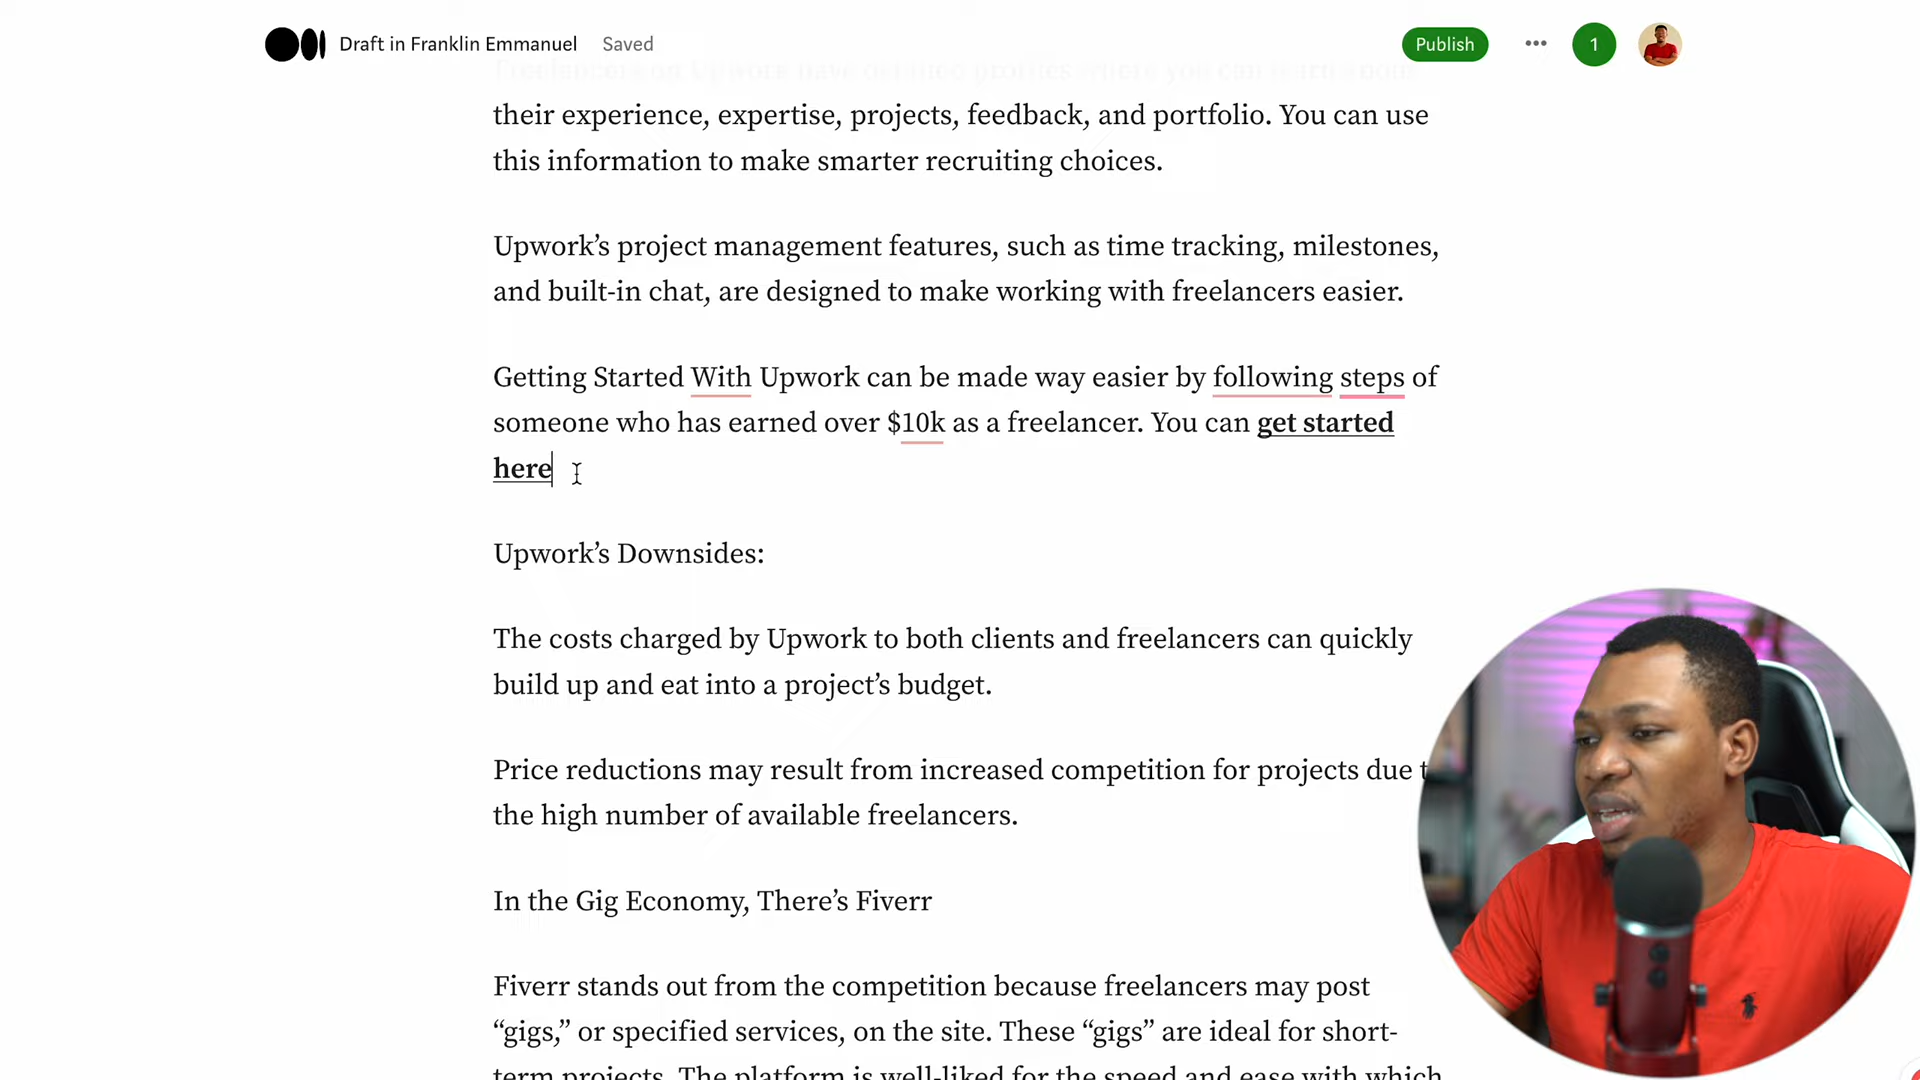 Draft in Franklin Emmanuel Saved Publish 1
their experience, expertise, projects, feedback, and portfolio. You can use
this information to make smarter recruiting choices.
Upwork’s project management features, such as time tracking, milestones,
and built-in chat, are designed to make working with freelancers easier.
Getting Started With Upwork can be made way easier by following steps of
someone who has earned over $10k as a freelancer. You can get started
here
Upwork’s Downsides:
The costs charged by Upwork to both clients and freelancers can quickly
build up and eat into a project’s budget.
Price reductions may result from increased competition for projects due
the high number of available freelancers.
In the Gig Economy, There’s Fiverr
Fiverr stands out from the competition because freelancers may post
“gigs,” or specified services, on the site. These “gigs” are ideal for short-
term projects. The platform is well-liked for the speed and ease with which